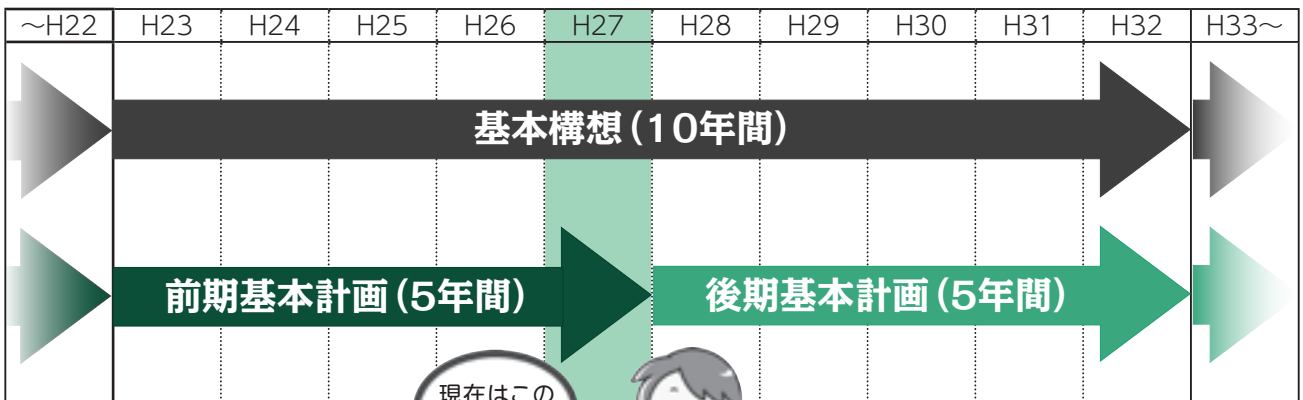 ～H22 H23 H24 H25 H26 H27 H28 H29 H30 H31 H32 H33～
基本構想（10年間）
前期基本計画（5年間） 後期基本計画（5年間）
現在はこの